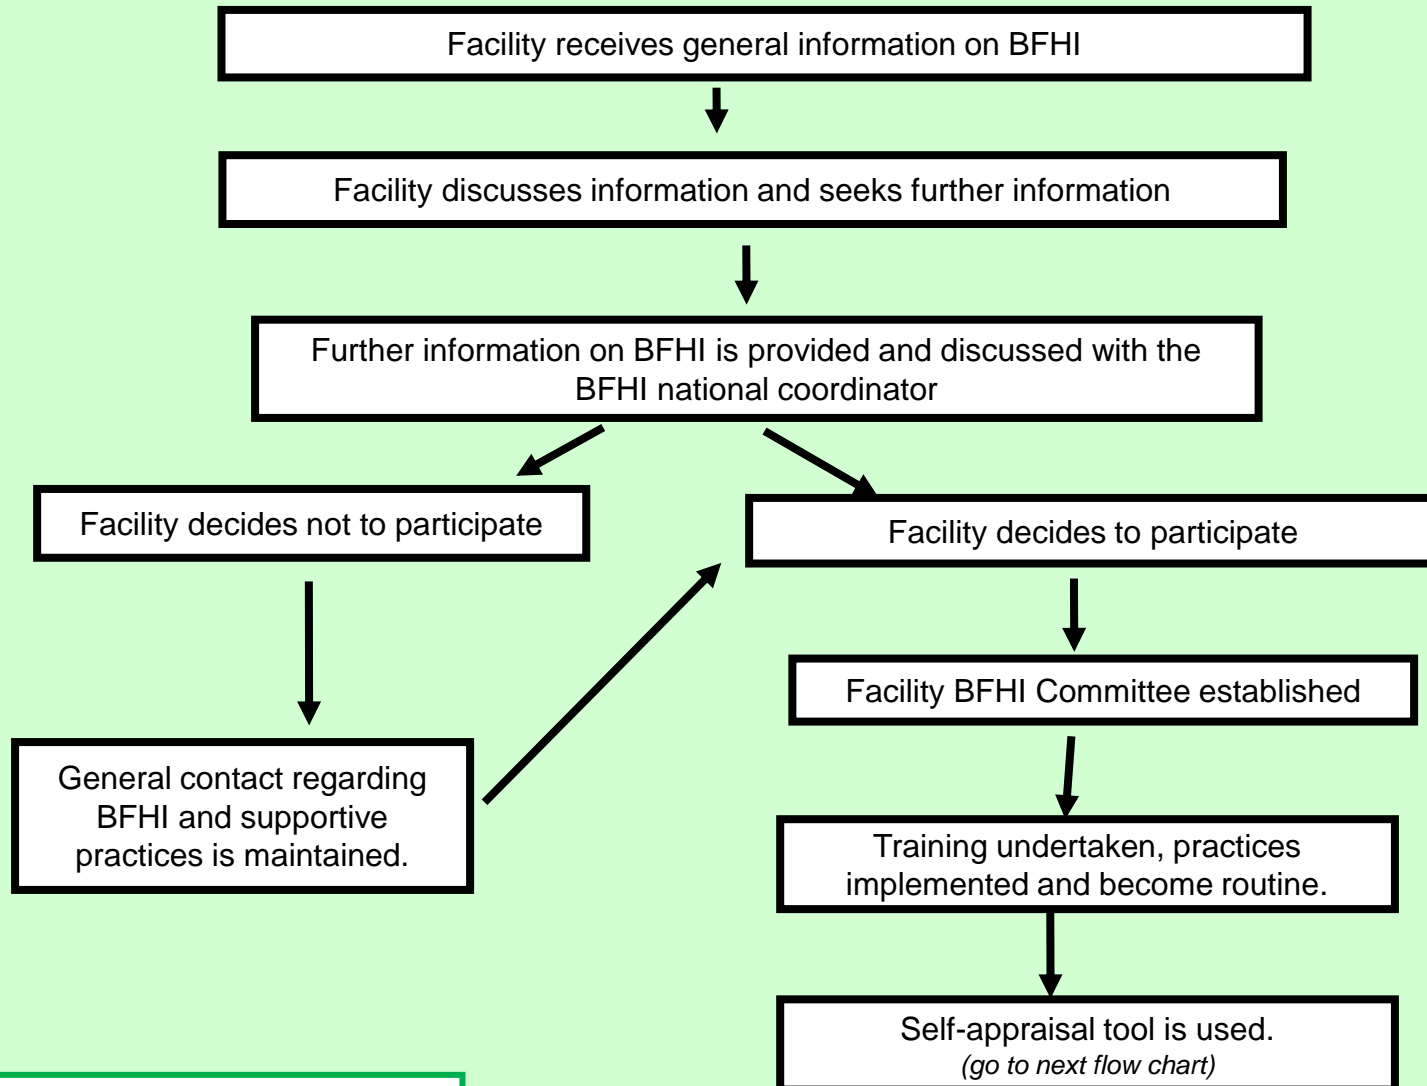 Facility receives general information on BFHI
Facility discusses information and seeks further information
Further information on BFHI is provided and discussed with the
BFHI national coordinator
Facility decides not to participate
Facility decides to participate
Facility BFHI Committee established
General contact regarding
BFHI and supportive
practices is maintained.
Training undertaken, practices
implemented and become routine.
Self-appraisal tool is used.
(go to next flow chart)